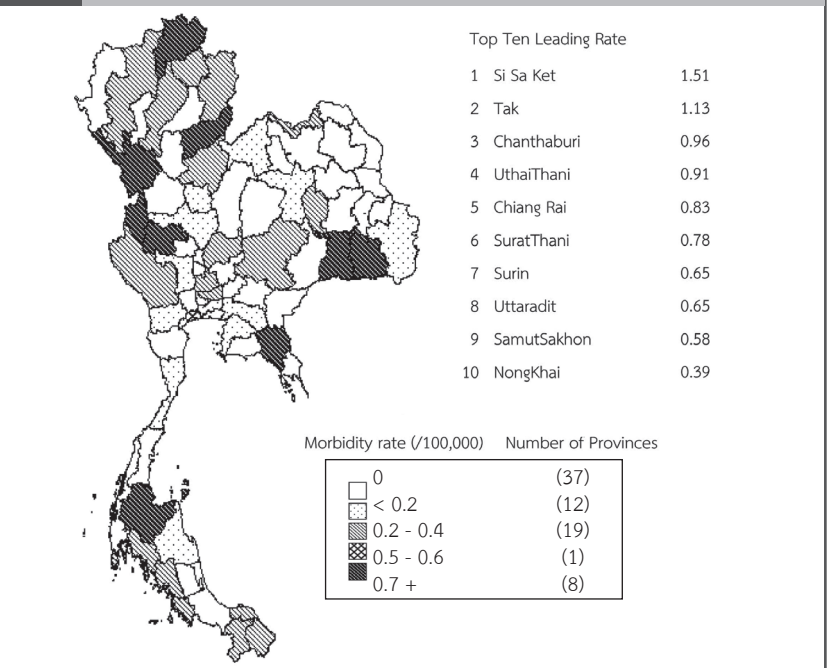 Top Ten Leading Rate
1 Si Sa Ket 1.51
2 Tak 1.13
3 Chanthaburi 0.96
4 UthaiThani 0.91
5 Chiang Rai 0.83
6 SuratThani 0.78
7 Surin 0.65
8 Uttaradit 0.65
9 SamutSakhon 0.58
10 NongKhai 0.39
Morbidity rate (/100,000) Number of Provinces
0 (37)
< 0.2 (12)
0.2 - 0.4 (19)
0.5 - 0.6 (1)
0.7 + (8)